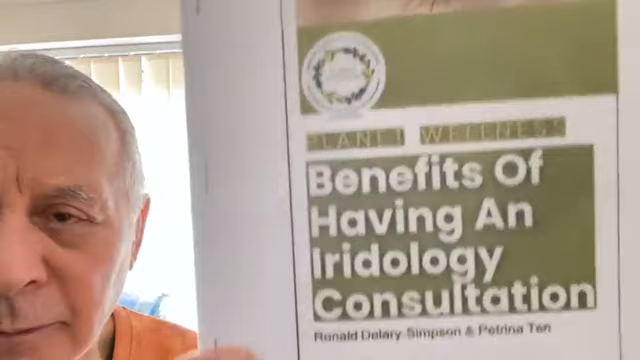 PLANET WELLNESS
Benefits Of
Having An
Iridology
Consultation
Ronald Delary-Simpson & Petrina Ten